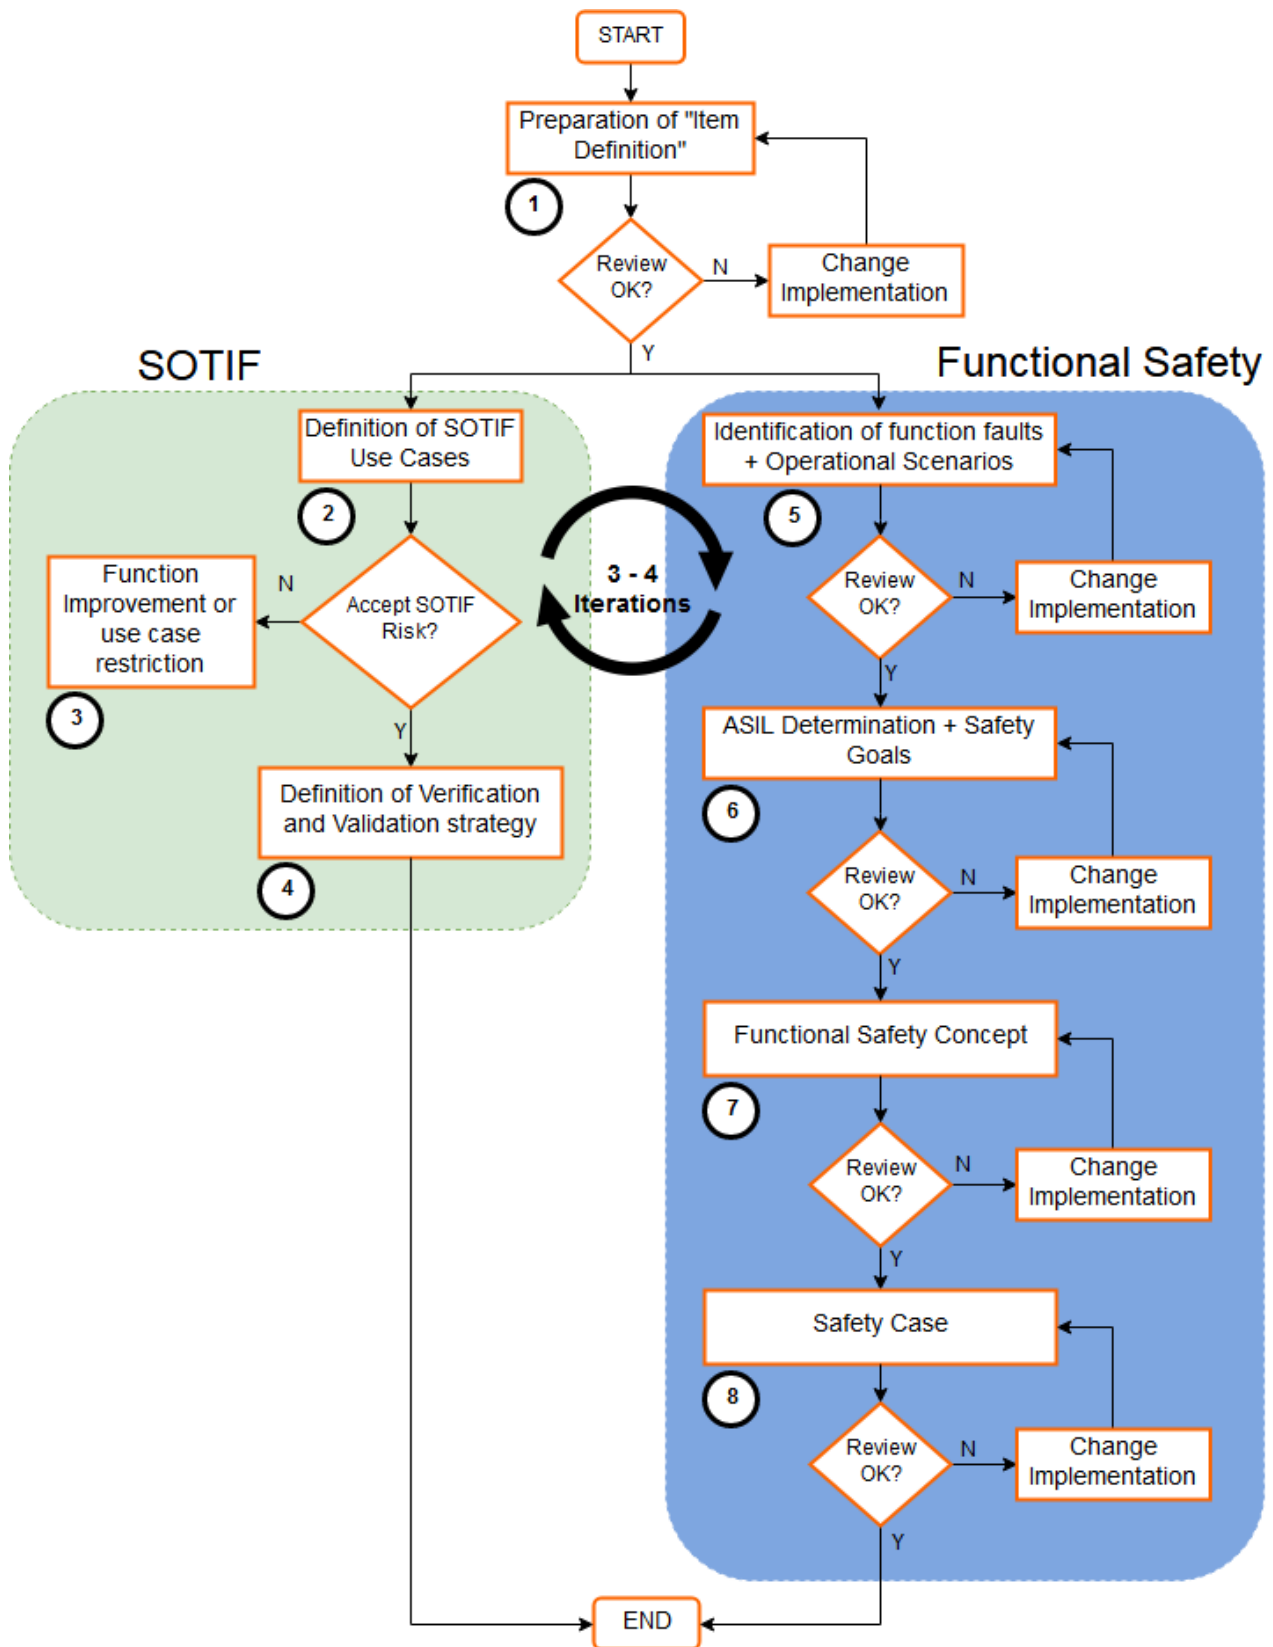 START
Preparation of "Item
Definition"
1
Review
OK?
N
Change
Implementation
Y
SOTIF
Functional Safety
Definition of SOTIF
Use Cases
2
Accept SOTIF
Risk?
N
Function
Improvement or
use case
restriction
3
Y
Definition of Verification
and Validation strategy
4
3 - 4
Iterations
Identification of function faults
+ Operational Scenarios
5
Review
OK?
N
Change
Implementation
Y
ASIL Determination + Safety
Goals
6
Review
OK?
N
Change
Implementation
Y
Functional Safety Concept
7
Review
OK?
N
Change
Implementation
Y
Safety Case
8
Review
OK?
N
Change
Implementation
Y
END